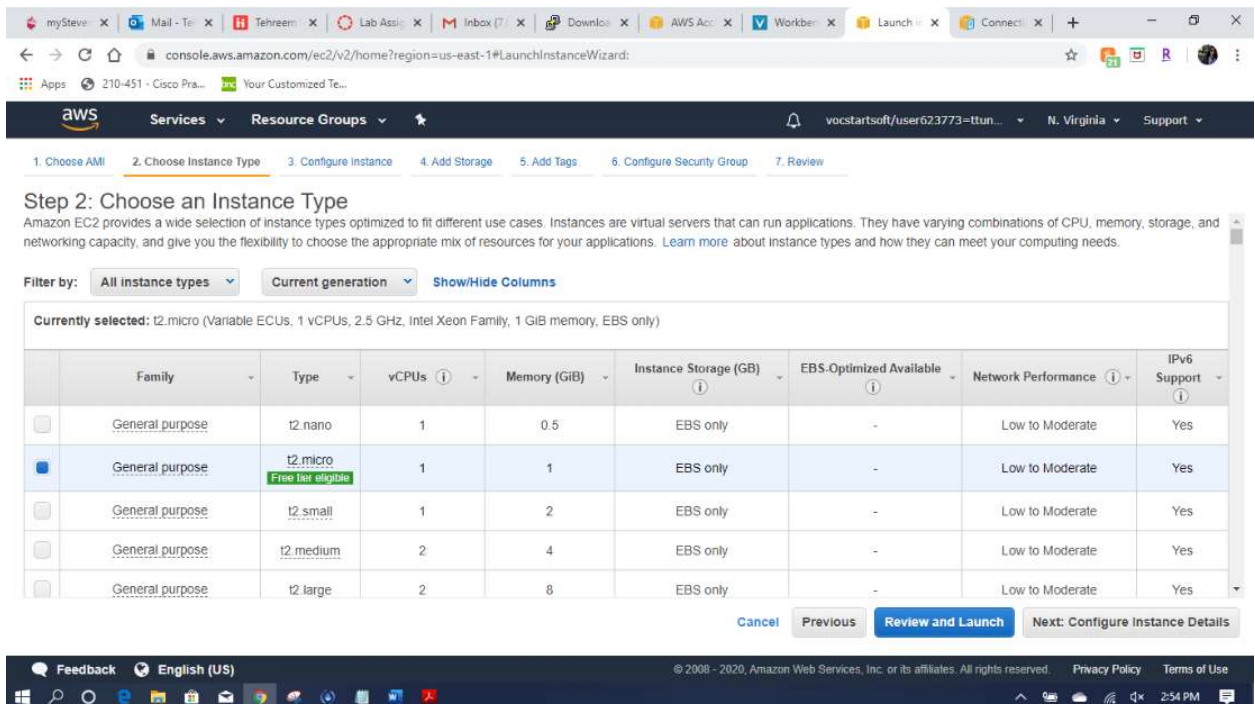 mySteve
Mail - Te
Tehreem
Lab Assig
M Inbox (7
Downloa
AWS Acc
Workben
Launch in
Connecti
console.aws.amazon.com/ec2/v2/home?region=us-east-1#LaunchInstanceWizard:
21
R
Apps
210-451 - Cisco Pra...
bnc
Your Customized Te...
aws
Services
Resource Groups
vocstartsoft/user623773=ttun...
N. Virginia
Support
1. Choose AMI
2. Choose Instance Type
3. Configure Instance
4. Add Storage
5. Add Tags
6. Configure Security Group
7. Review
Step 2: Choose an Instance Type
Amazon EC2 provides a wide selection of instance types optimized to fit different use cases. Instances are virtual servers that can run applications. They have varying combinations of CPU, memory, storage, and
networking capacity, and give you the flexibility to choose the appropriate mix of resources for your applications. Learn more about instance types and how they can meet your computing needs.
Filter by: All instance types Current generation Show/Hide Columns
Currently selected: t2.micro (Variable ECUs, 1 vCPUs, 2.5 GHz, Intel Xeon Family, 1 GiB memory, EBS only)
Family
Type
vCPUs
Memory (GiB)
Instance Storage (GB)
EBS-Optimized Available
Network Performance
IPv6
Support
General purpose t2.nano 1 0.5 EBS only - Low to Moderate Yes
General purpose t2.micro 1 1 EBS only - Low to Moderate Yes
Free tier eligible
General purpose t2.small 1 2 EBS only - Low to Moderate Yes
General purpose t2.medium 2 4 EBS only - Low to Moderate Yes
General purpose t2.large 2 8 EBS only - Low to Moderate Yes
Cancel
Previous
Review and Launch
Next: Configure Instance Details
Feedback
English (US)
© 2008 - 2020, Amazon Web Services, Inc. or its affiliates. All rights reserved.
Privacy Policy
Terms of Use
2:54 PM